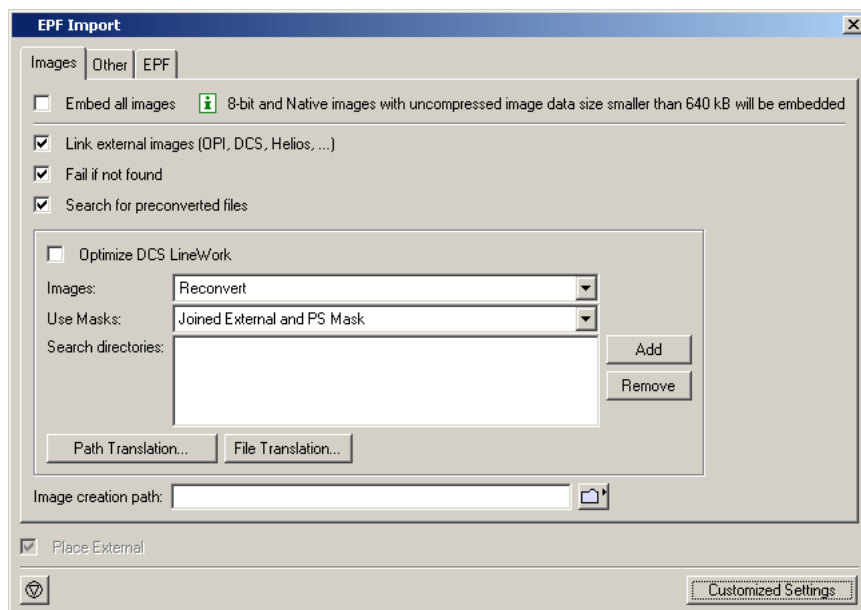 EPF Import
Images Other EPF
Embed all images 8-bit and Native images with uncompressed image data size smaller than 640 kB will be embedded
Link external images (OPI, DCS, Helios, ...)
Fail if not found
Search for preconverted files
Optimize DCS LineWork
Images: Reconvert
Use Masks: Joined External and PS Mask
Search directories: Add
Remove
Path Translation... File Translation...
Image creation path:
Place External
Customized Settings